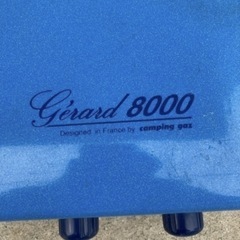 Gérard 8000
Designed in France by camping gaz